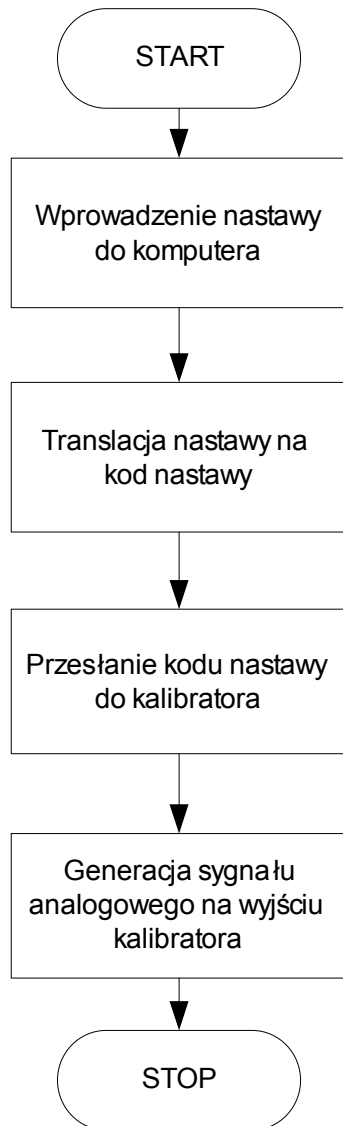 START
Wprowadzenie nastawy
do komputera
Translacja nastawy na
kod nastawy
Przesłanie kodu nastawy
do kalibratora
Generacja sygnału
analogowego na wyjściu
kalibratora
STOP